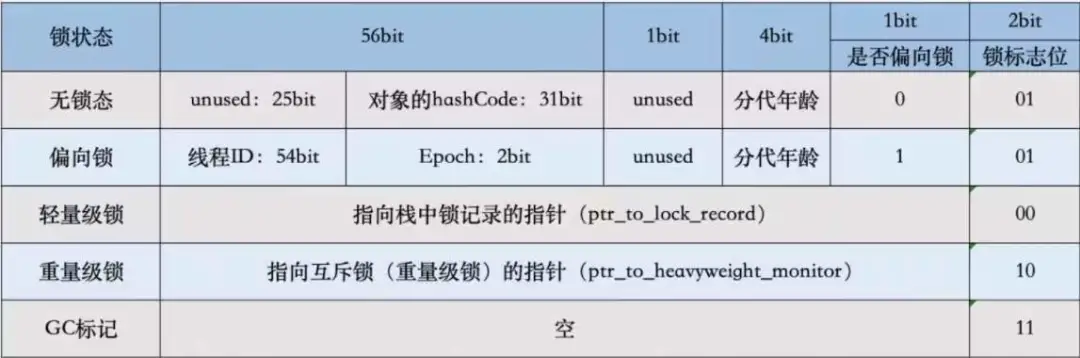 锁状态 56bit 1bit 4bit 1bit 2bit
是否偏向锁 锁标志位
无锁态 unused：25bit 对象的hashCode：31bit unused 分代年龄 0 01
偏向锁 线程ID：54bit Epoch：2bit unused 分代年龄 1 01
轻量级锁 指向栈中锁记录的指针（ptr_to_lock_record） 00
重量级锁 指向互斥锁（重量级锁）的指针（ptr_to_heavyweight_monitor） 10
GC标记 空 11